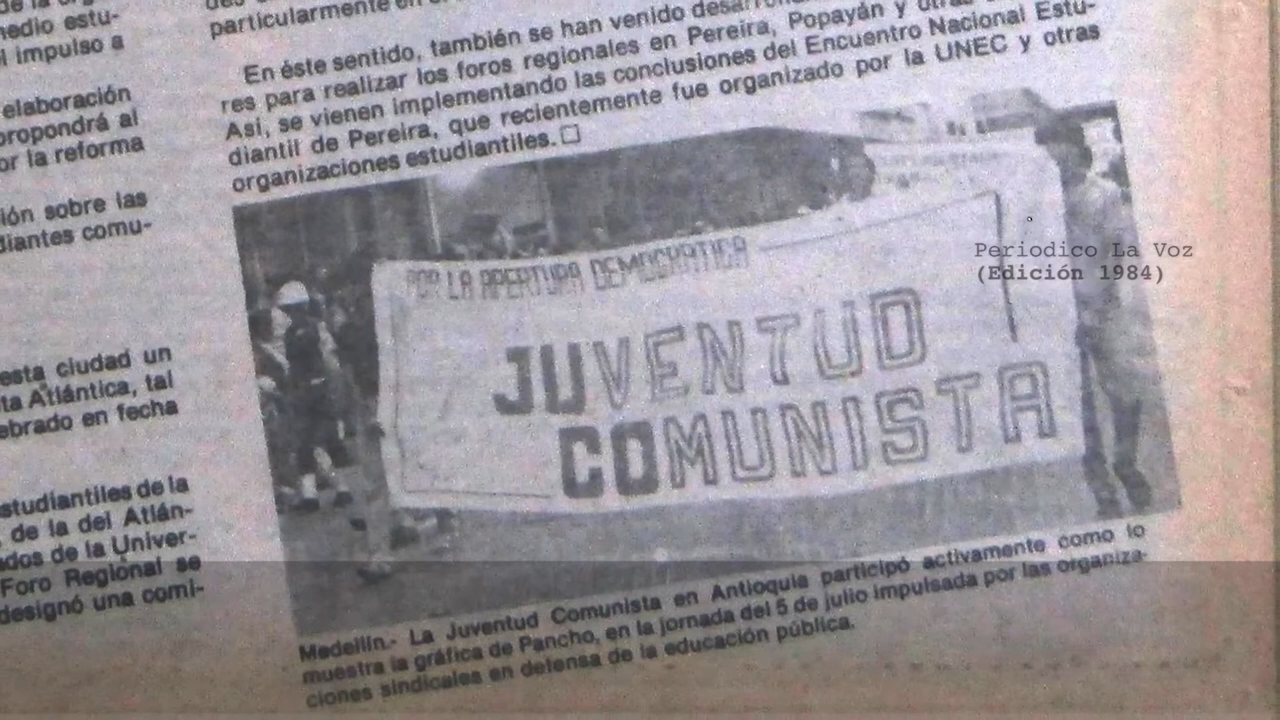 medio estu-
impulso a
elaboración
propondrá al
or la reforma
ión sobre las
diantes comu-
esta ciudad un
ta Atlántica, tal
ebrado en fecha
studiantiles de la
de la del Atlán-
dos de la Univer-
Foro Regional se
designó una comi-
particularmente en
En éste sentido, también se han venido
res para realizar los foros regionales en Pereira, Popayán y
Así, se vienen implementando las conclusiones del Encuentro Nacional Estu-
diantil de Pereira, que recientemente fue organizado por la UNEC y otras
organizaciones estudiantiles. □
POR LA APERTURA DEMOCRATICA
JUVENTUD
COMUNISTA
Periodico La Voz
(Edición 1984)
Medellín.- La Juventud Comunista en Antioquia participó activamente como lo
muestra la gráfica de Pancho, en la jornada del 5 de julio impulsada por las organiza-
ciones sindicales en defensa de la educación pública.